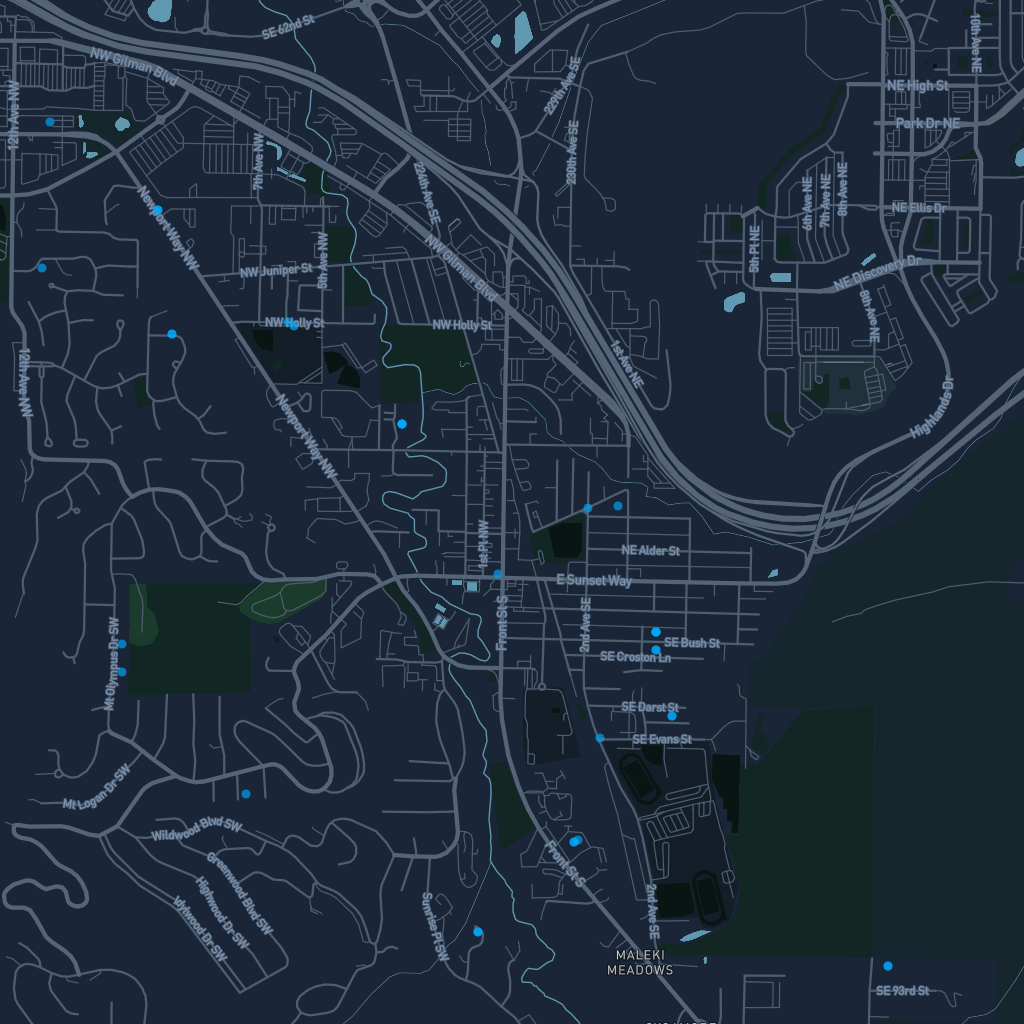 SE 62nd St
10th Ave NE
NW Gilman Blvd
229th Ave SE
NE High St
12th Ave NW
Park Dr NE
7th Ave NW
230th Ave SE
224th Ave SE
6th Ave NE
7th Ave NE
8th Ave NE
NE Ellis Dr
Newport Way NW
5th Ave NW
5th Pl NE
NW Gilman Blvd
NW Juniper St
NE Discovery Dr
8th Ave NE
NW Holly St
NW Holly St
1st Ave NE
12th Ave NW
Highlands Dr
Newport Way NW
1st Pl NW
NE Alder St
E Sunset Way
Front St S
2nd Ave SE
SE Bush St
SE Croston Ln
Mt Olympus Dr SW
SE Darst St
SE Evans St
Mt Logan Dr SW
Wildwood Blvd SW
Greenwood Blvd SW
Highwood Dr SW
Idylwood Dr SW
Front St S
Sunrise Pl SW
2nd Ave SE
MALEKI
MEADOWS
SE 93rd St